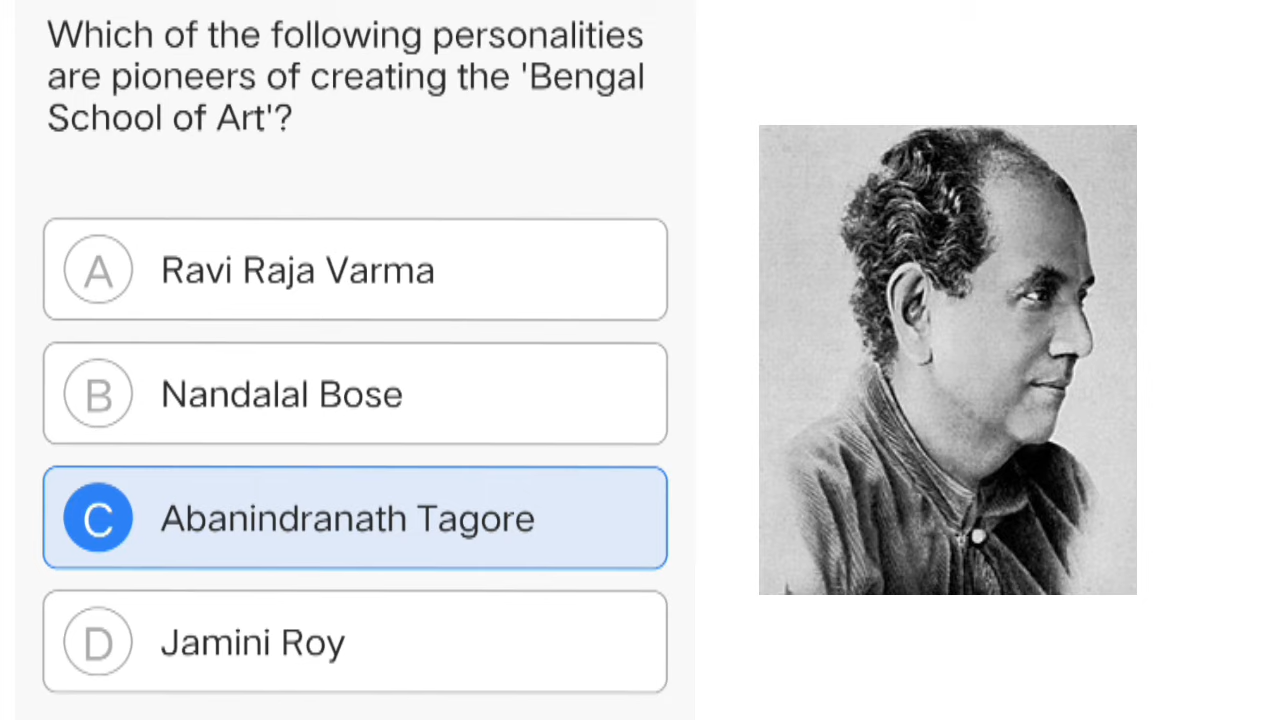 Which of the following personalities
are pioneers of creating the 'Bengal
School of Art'?
A Ravi Raja Varma
B Nandalal Bose
C Abanindranath Tagore
D Jamini Roy